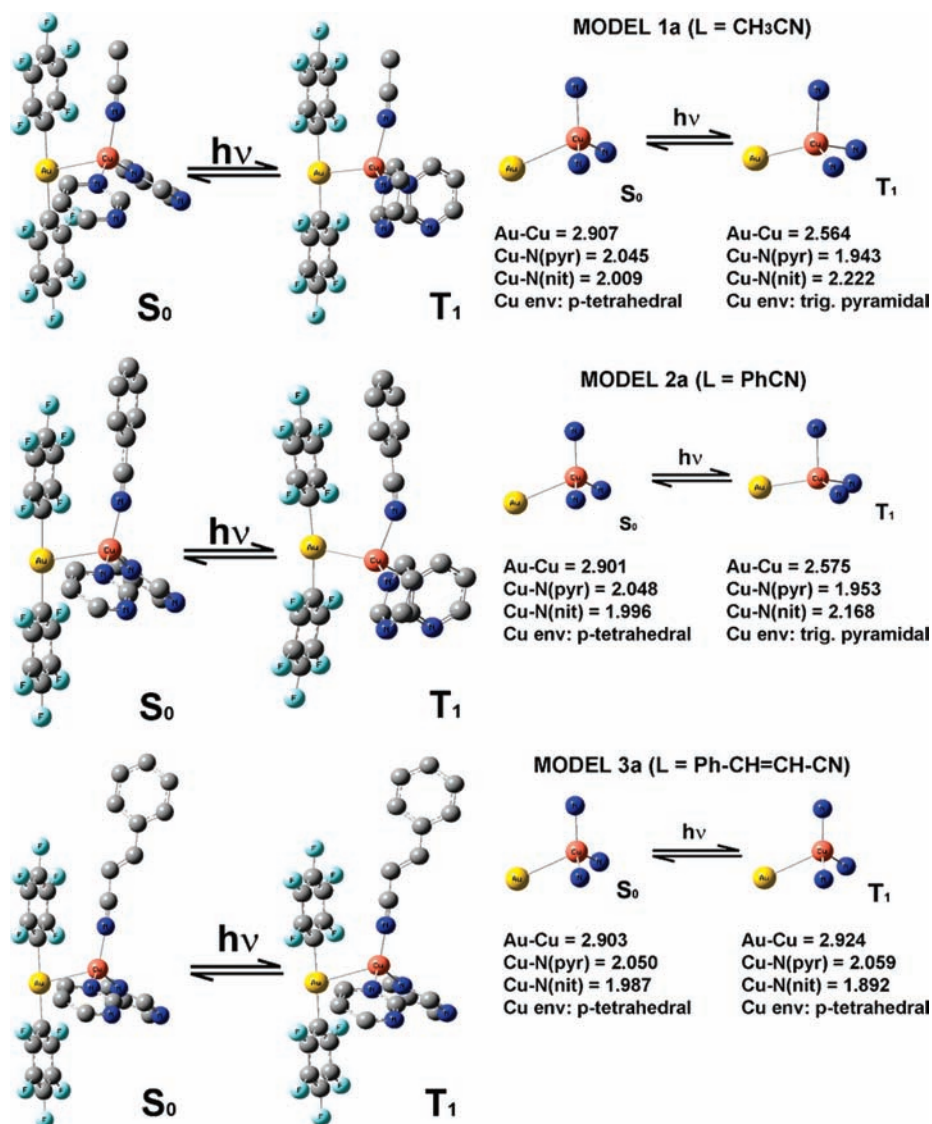 MODEL 1a (L = CH₃CN)
hν
S₀
T₁
hν
S₀
T₁
Au-Cu = 2.907
Cu-N(pyr) = 2.045
Cu-N(nit) = 2.009
Cu env: p-tetrahedral
Au-Cu = 2.564
Cu-N(pyr) = 1.943
Cu-N(nit) = 2.222
Cu env: trig. pyramidal
MODEL 2a (L = PhCN)
hν
S₀
T₁
hν
S₀
T₁
Au-Cu = 2.901
Cu-N(pyr) = 2.048
Cu-N(nit) = 1.996
Cu env: p-tetrahedral
Au-Cu = 2.575
Cu-N(pyr) = 1.953
Cu-N(nit) = 2.168
Cu env: trig. pyramidal
MODEL 3a (L = Ph-CH=CH-CN)
hν
S₀
T₁
hν
S₀
T₁
Au-Cu = 2.903
Cu-N(pyr) = 2.050
Cu-N(nit) = 1.987
Cu env: p-tetrahedral
Au-Cu = 2.924
Cu-N(pyr) = 2.059
Cu-N(nit) = 1.892
Cu env: p-tetrahedral